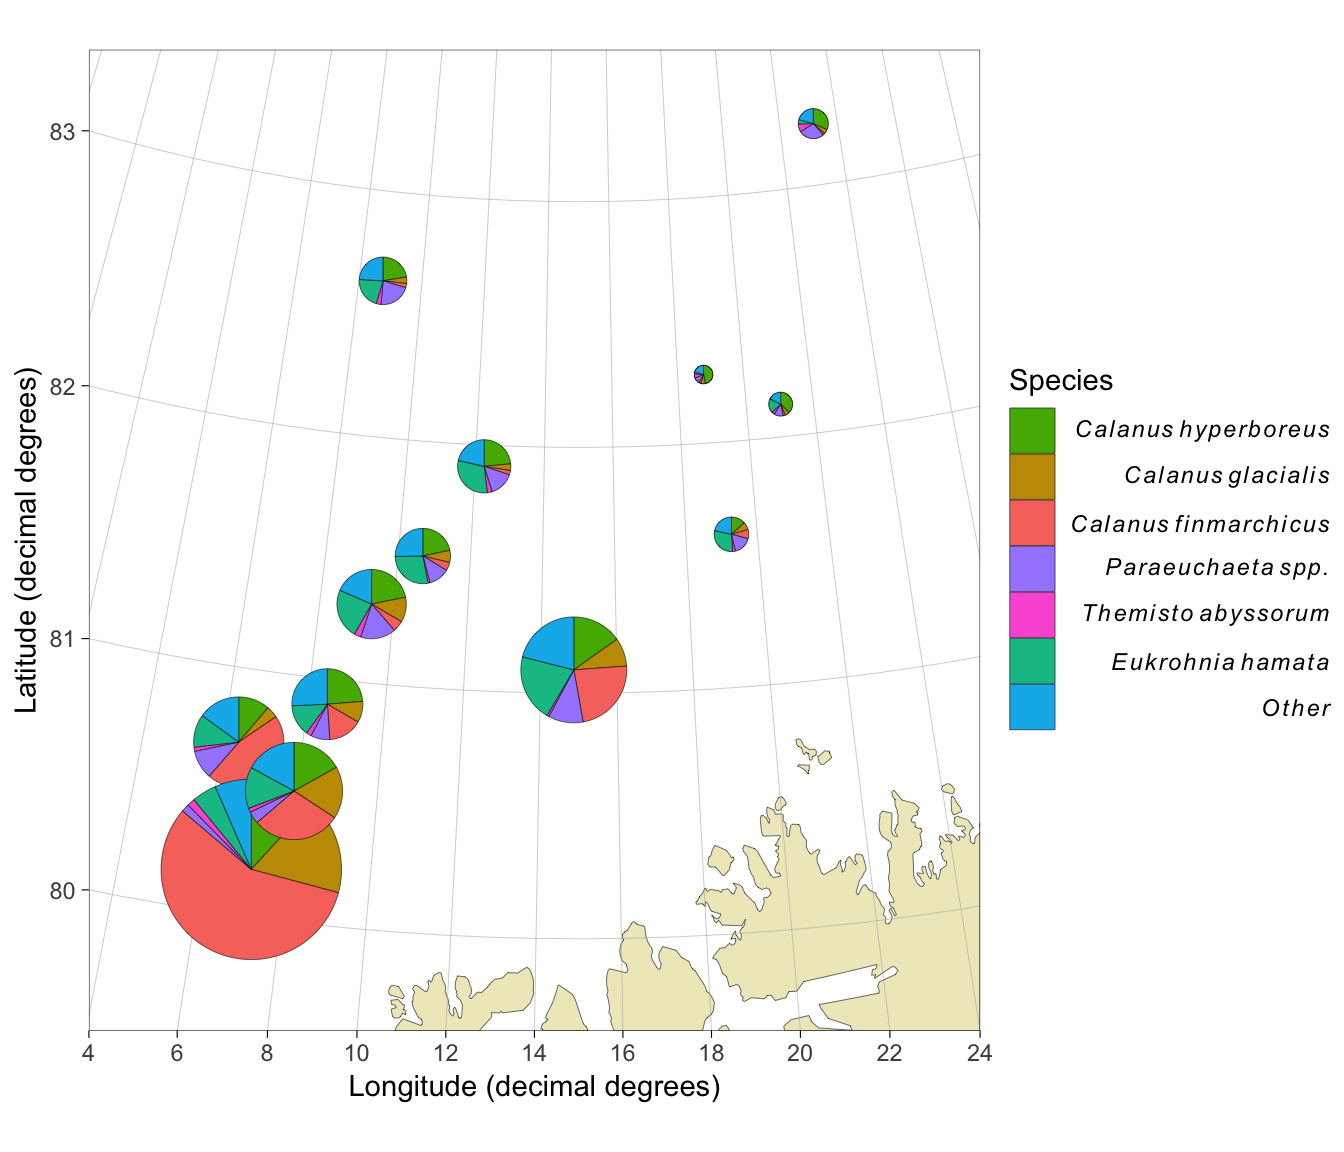 83
82
81
80
Latitude (decimal degrees)
4 6 8 10 12 14 16 18 20 22 24
Longitude (decimal degrees)
Species
Calanus hyperboreus
Calanus glacialis
Calanus finmarchicus
Paraeuchaeta spp.
Themisto abyssorum
Eukrohnia hamata
Other